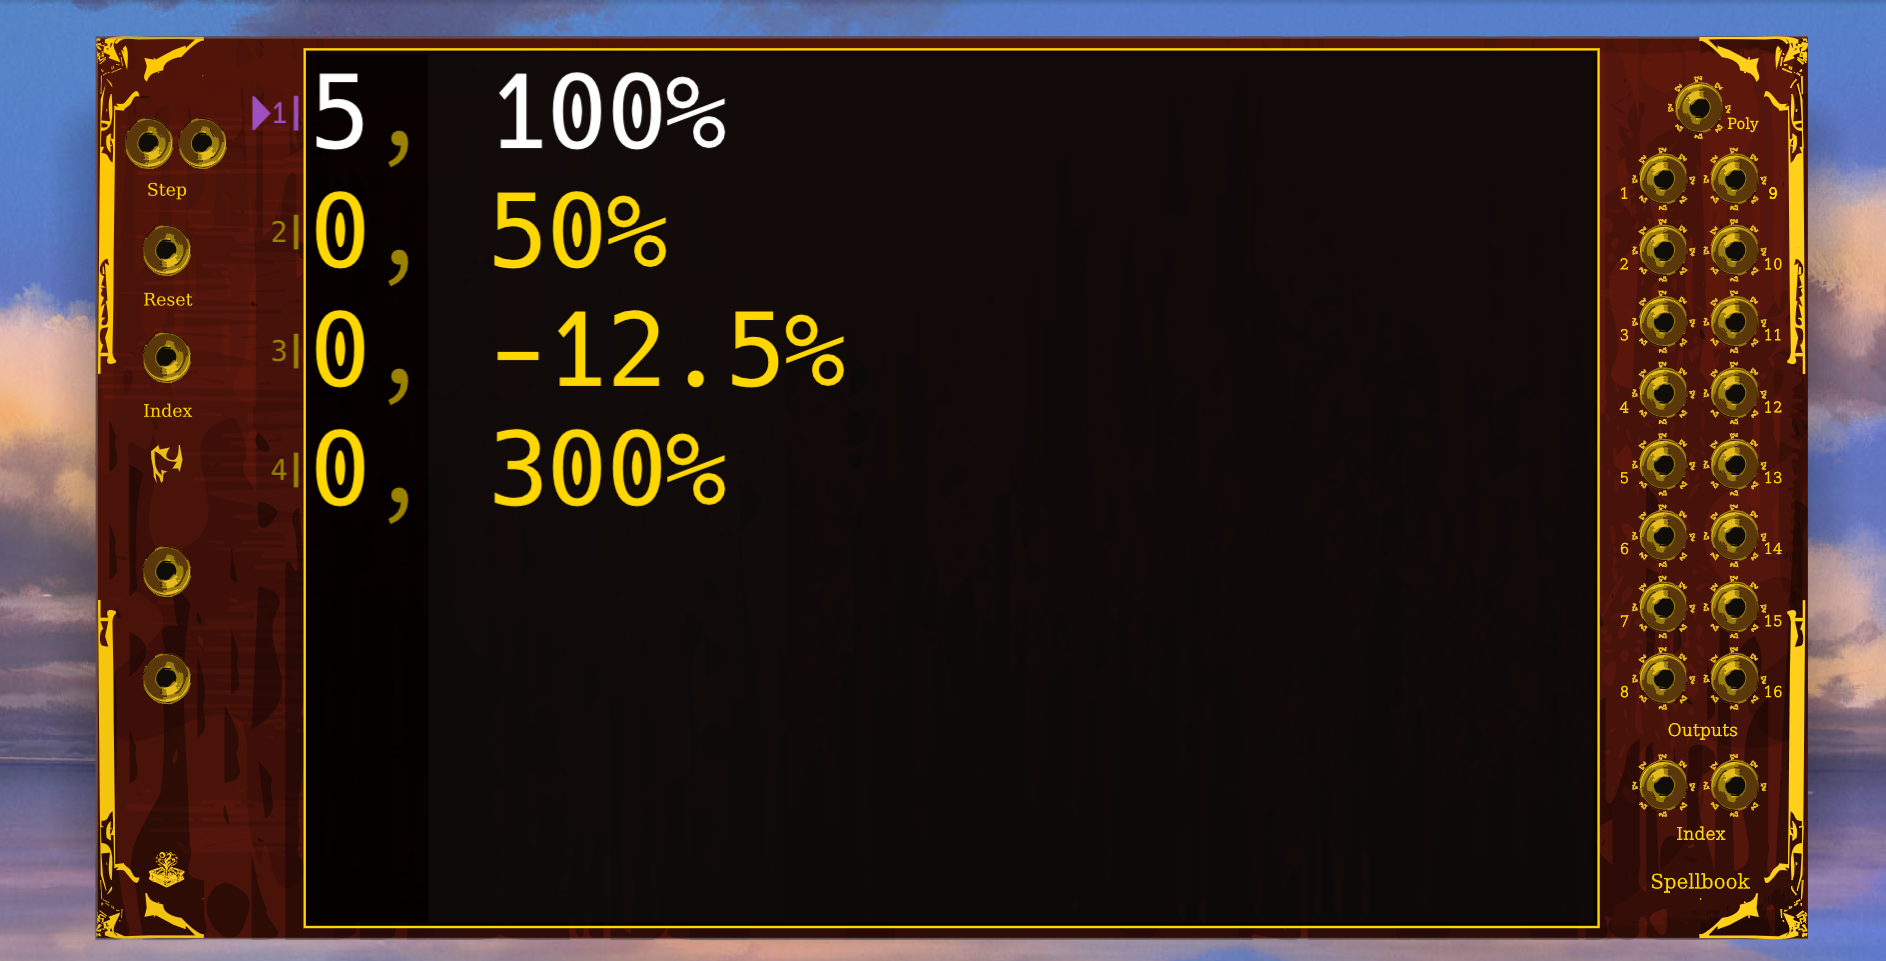 1 5, 100%
2 0, 50%
3 0, -12.5%
4 0, 300%
Step
Reset
Index
Poly
1 9
2 10
3 11
4 12
5 13
6 14
7 15
8 16
Outputs
Index
Spellbook